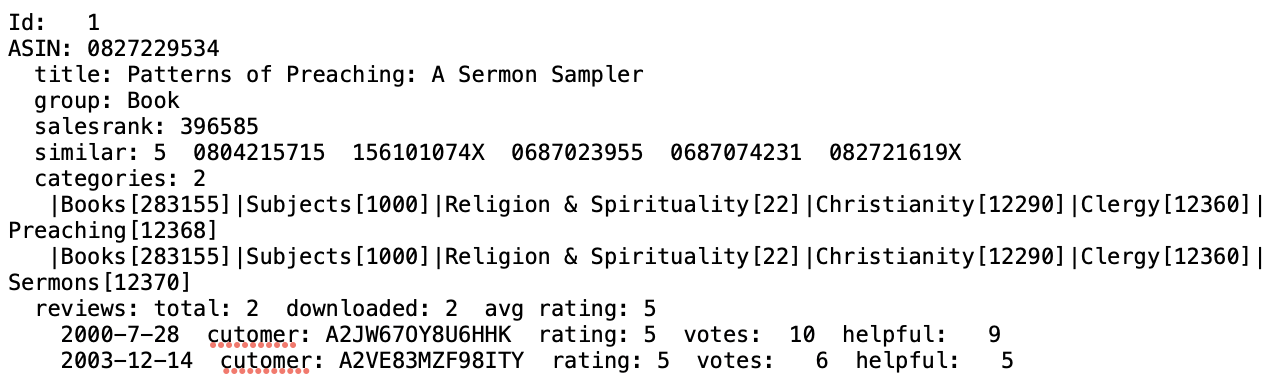 Id:   1
ASIN: 0827229534
  title: Patterns of Preaching: A Sermon Sampler
  group: Book
  salesrank: 396585
  similar: 5  0804215715  156101074X  0687023955  0687074231  082721619X
  categories: 2
   |Books[283155]|Subjects[1000]|Religion & Spirituality[22]|Christianity[12290]|Clergy[12360]|
Preaching[12368]
   |Books[283155]|Subjects[1000]|Religion & Spirituality[22]|Christianity[12290]|Clergy[12360]|
Sermons[12370]
  reviews: total: 2  downloaded: 2  avg rating: 5
    2000-7-28  cutomer: A2JW67OY8U6HHK  rating: 5  votes:  10  helpful:   9
    2003-12-14  cutomer: A2VE83MZF98ITY  rating: 5  votes:   6  helpful:   5